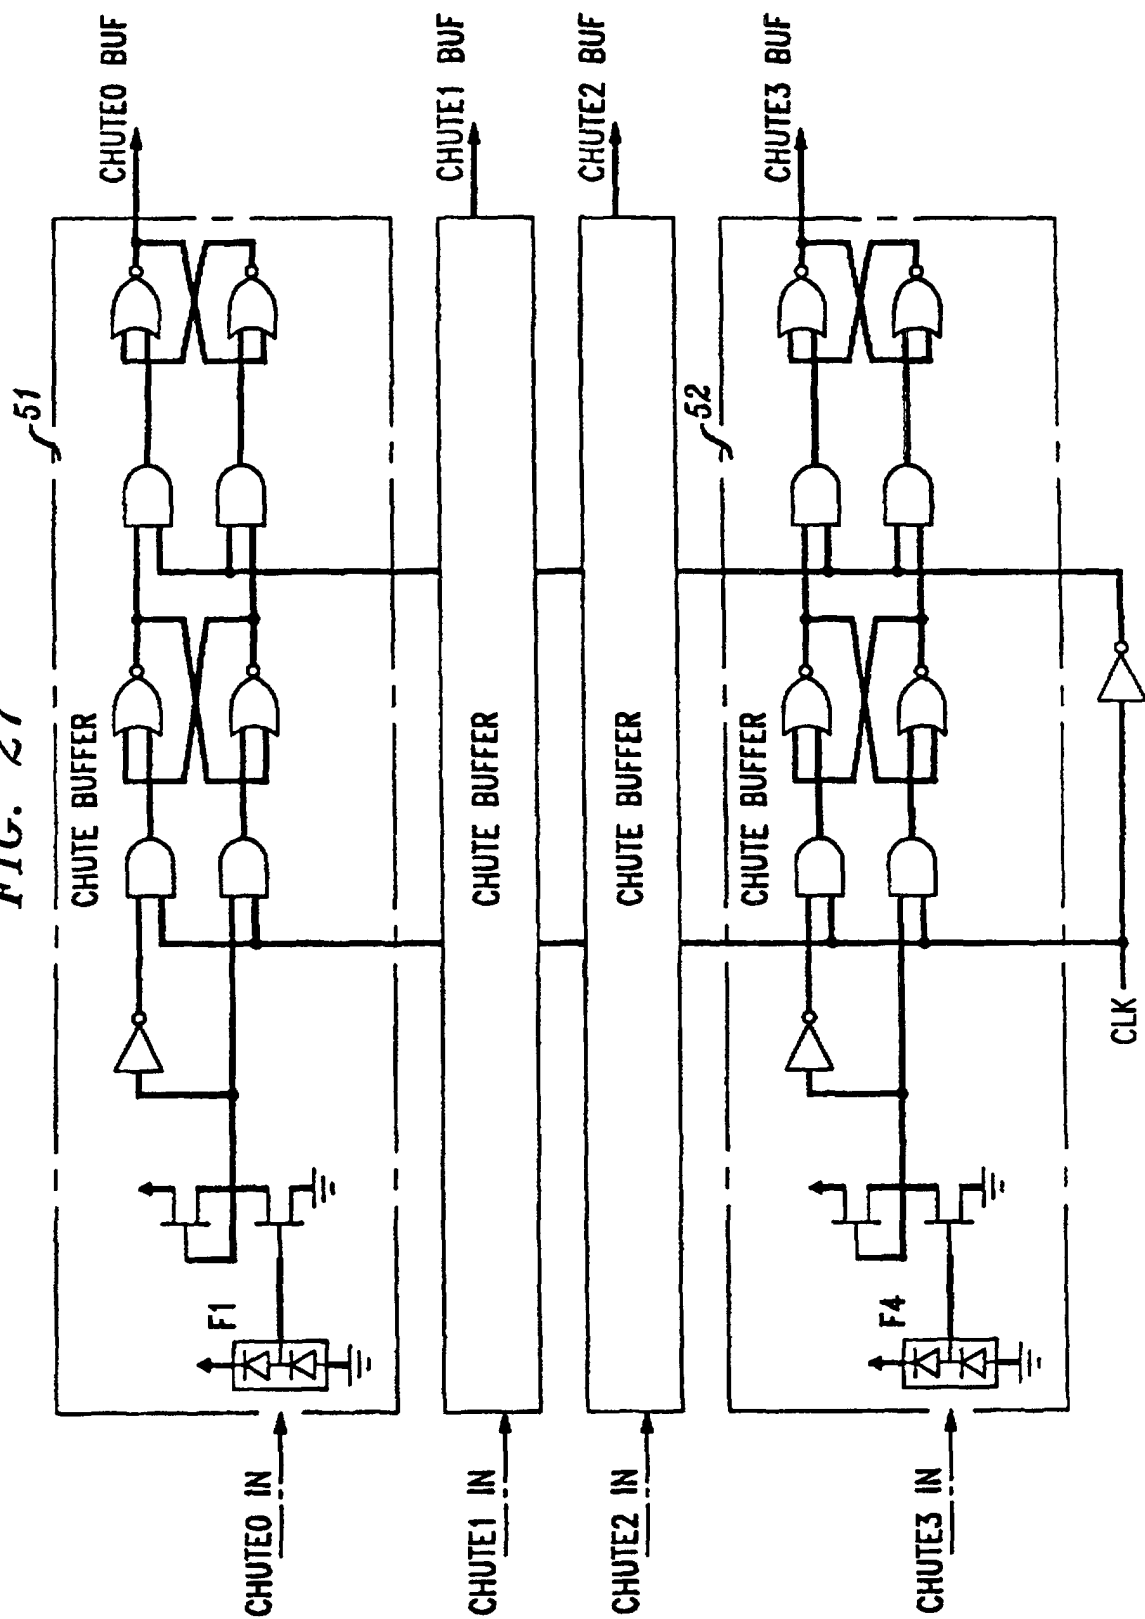 FIG. 27
51
CHUTE0 IN
F1
CHUTE BUFFER
CHUTE0 BUF
CHUTE1 IN
CHUTE BUFFER
CHUTE1 BUF
CHUTE2 IN
CHUTE BUFFER
CHUTE2 BUF
52
CHUTE3 IN
F4
CHUTE BUFFER
CHUTE3 BUF
CLK